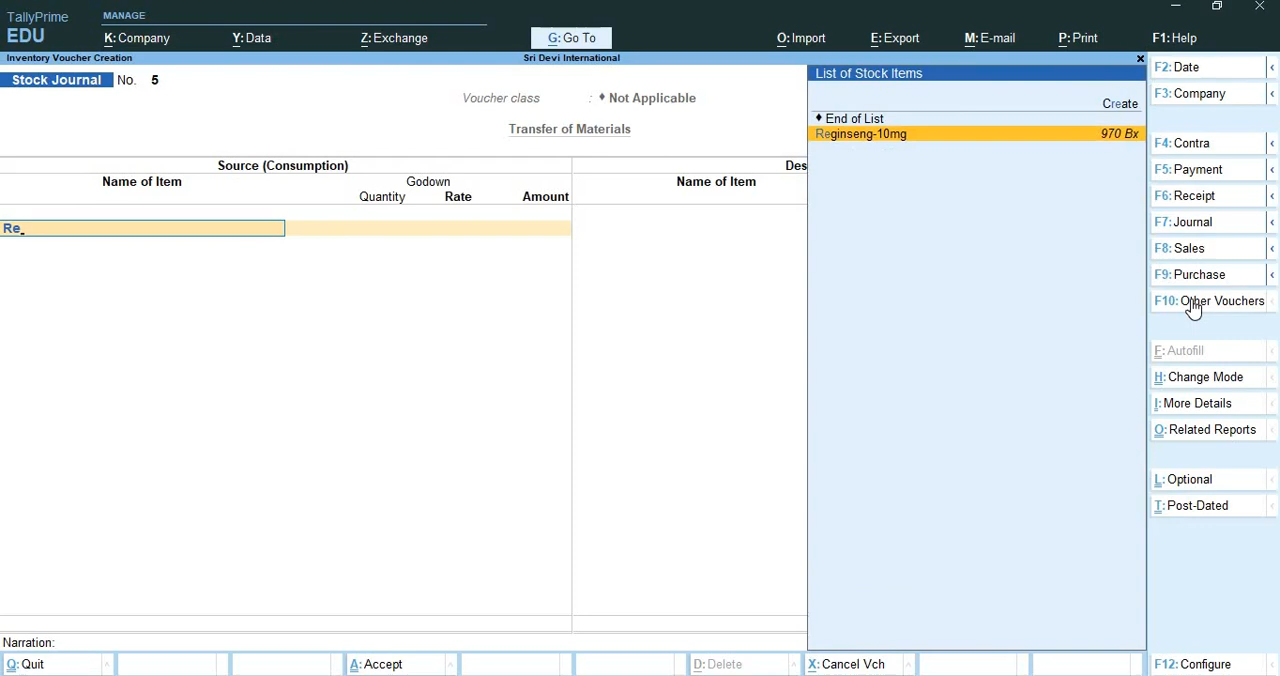 TallyPrime
EDU
MANAGE
K: Company Y: Data Z: Exchange G: Go To O: Import E: Export M: E-mail P: Print F1: Help
Inventory Voucher Creation Sri Devi International
Stock Journal No. 5
Voucher class : ♦ Not Applicable
Transfer of Materials
Source (Consumption) Des
Name of Item Godown Name of Item
Quantity Rate Amount
Re
List of Stock Items
Create
♦ End of List
Reginseng-10mg 970 Bx
F2: Date
F3: Company
F4: Contra
F5: Payment
F6: Receipt
F7: Journal
F8: Sales
F9: Purchase
F10: Other Vouchers
F: Autofill
H: Change Mode
I: More Details
O: Related Reports
L: Optional
T: Post-Dated
Narration:
Q: Quit A: Accept D: Delete X: Cancel Vch F12: Configure